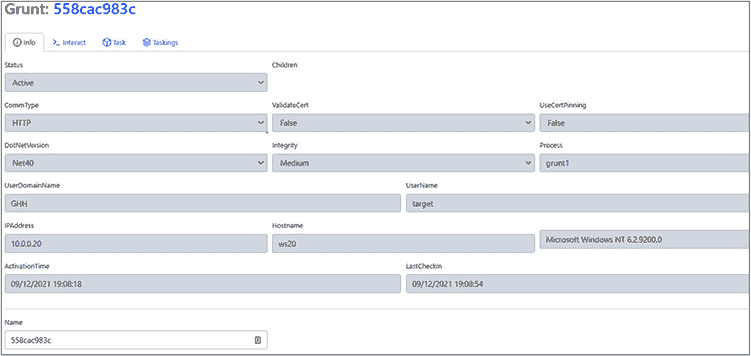 Grunt: 558cac983c
Info Interact Task Taskings
Status Children
Active
CommType ValidateCert UseCertPinning
HTTP False False
DotNetVersion Integrity Process
Net40 Medium grunt1
UserDomainName UserName
GHH target
IPAddress Hostname
10.0.0.20 ws20 Microsoft Windows NT 6.2.9200.0
ActivationTime LastCheckIn
09/12/2021 19:08:18 09/12/2021 19:08:54
Name
558cac983c